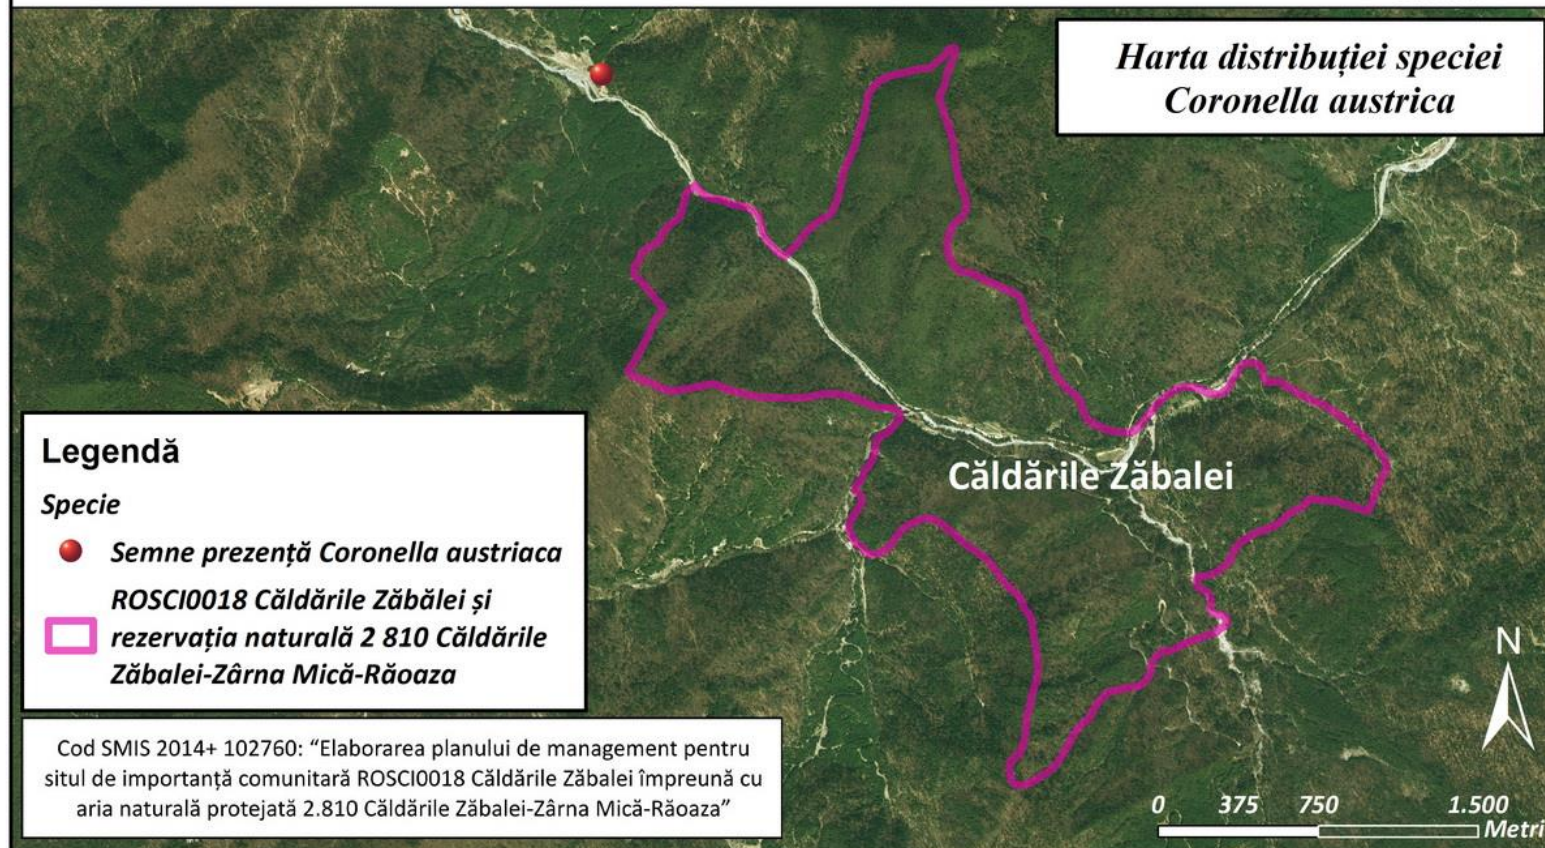 Harta distribuției speciei
Coronella austrica
Căldările Zăbalei
Legendă
Specie
Semne prezență Coronella austriaca
ROSCI0018 Căldările Zăbălei și
rezervația naturală 2 810 Căldările
Zăbalei-Zârna Mică-Răoaza
Cod SMIS 2014+ 102760: “Elaborarea planului de management pentru
situl de importanță comunitară ROSCI0018 Căldările Zăbalei împreună cu
aria naturală protejată 2.810 Căldările Zăbalei-Zârna Mică-Răoaza”
N
0 375 750 1.500
Metri